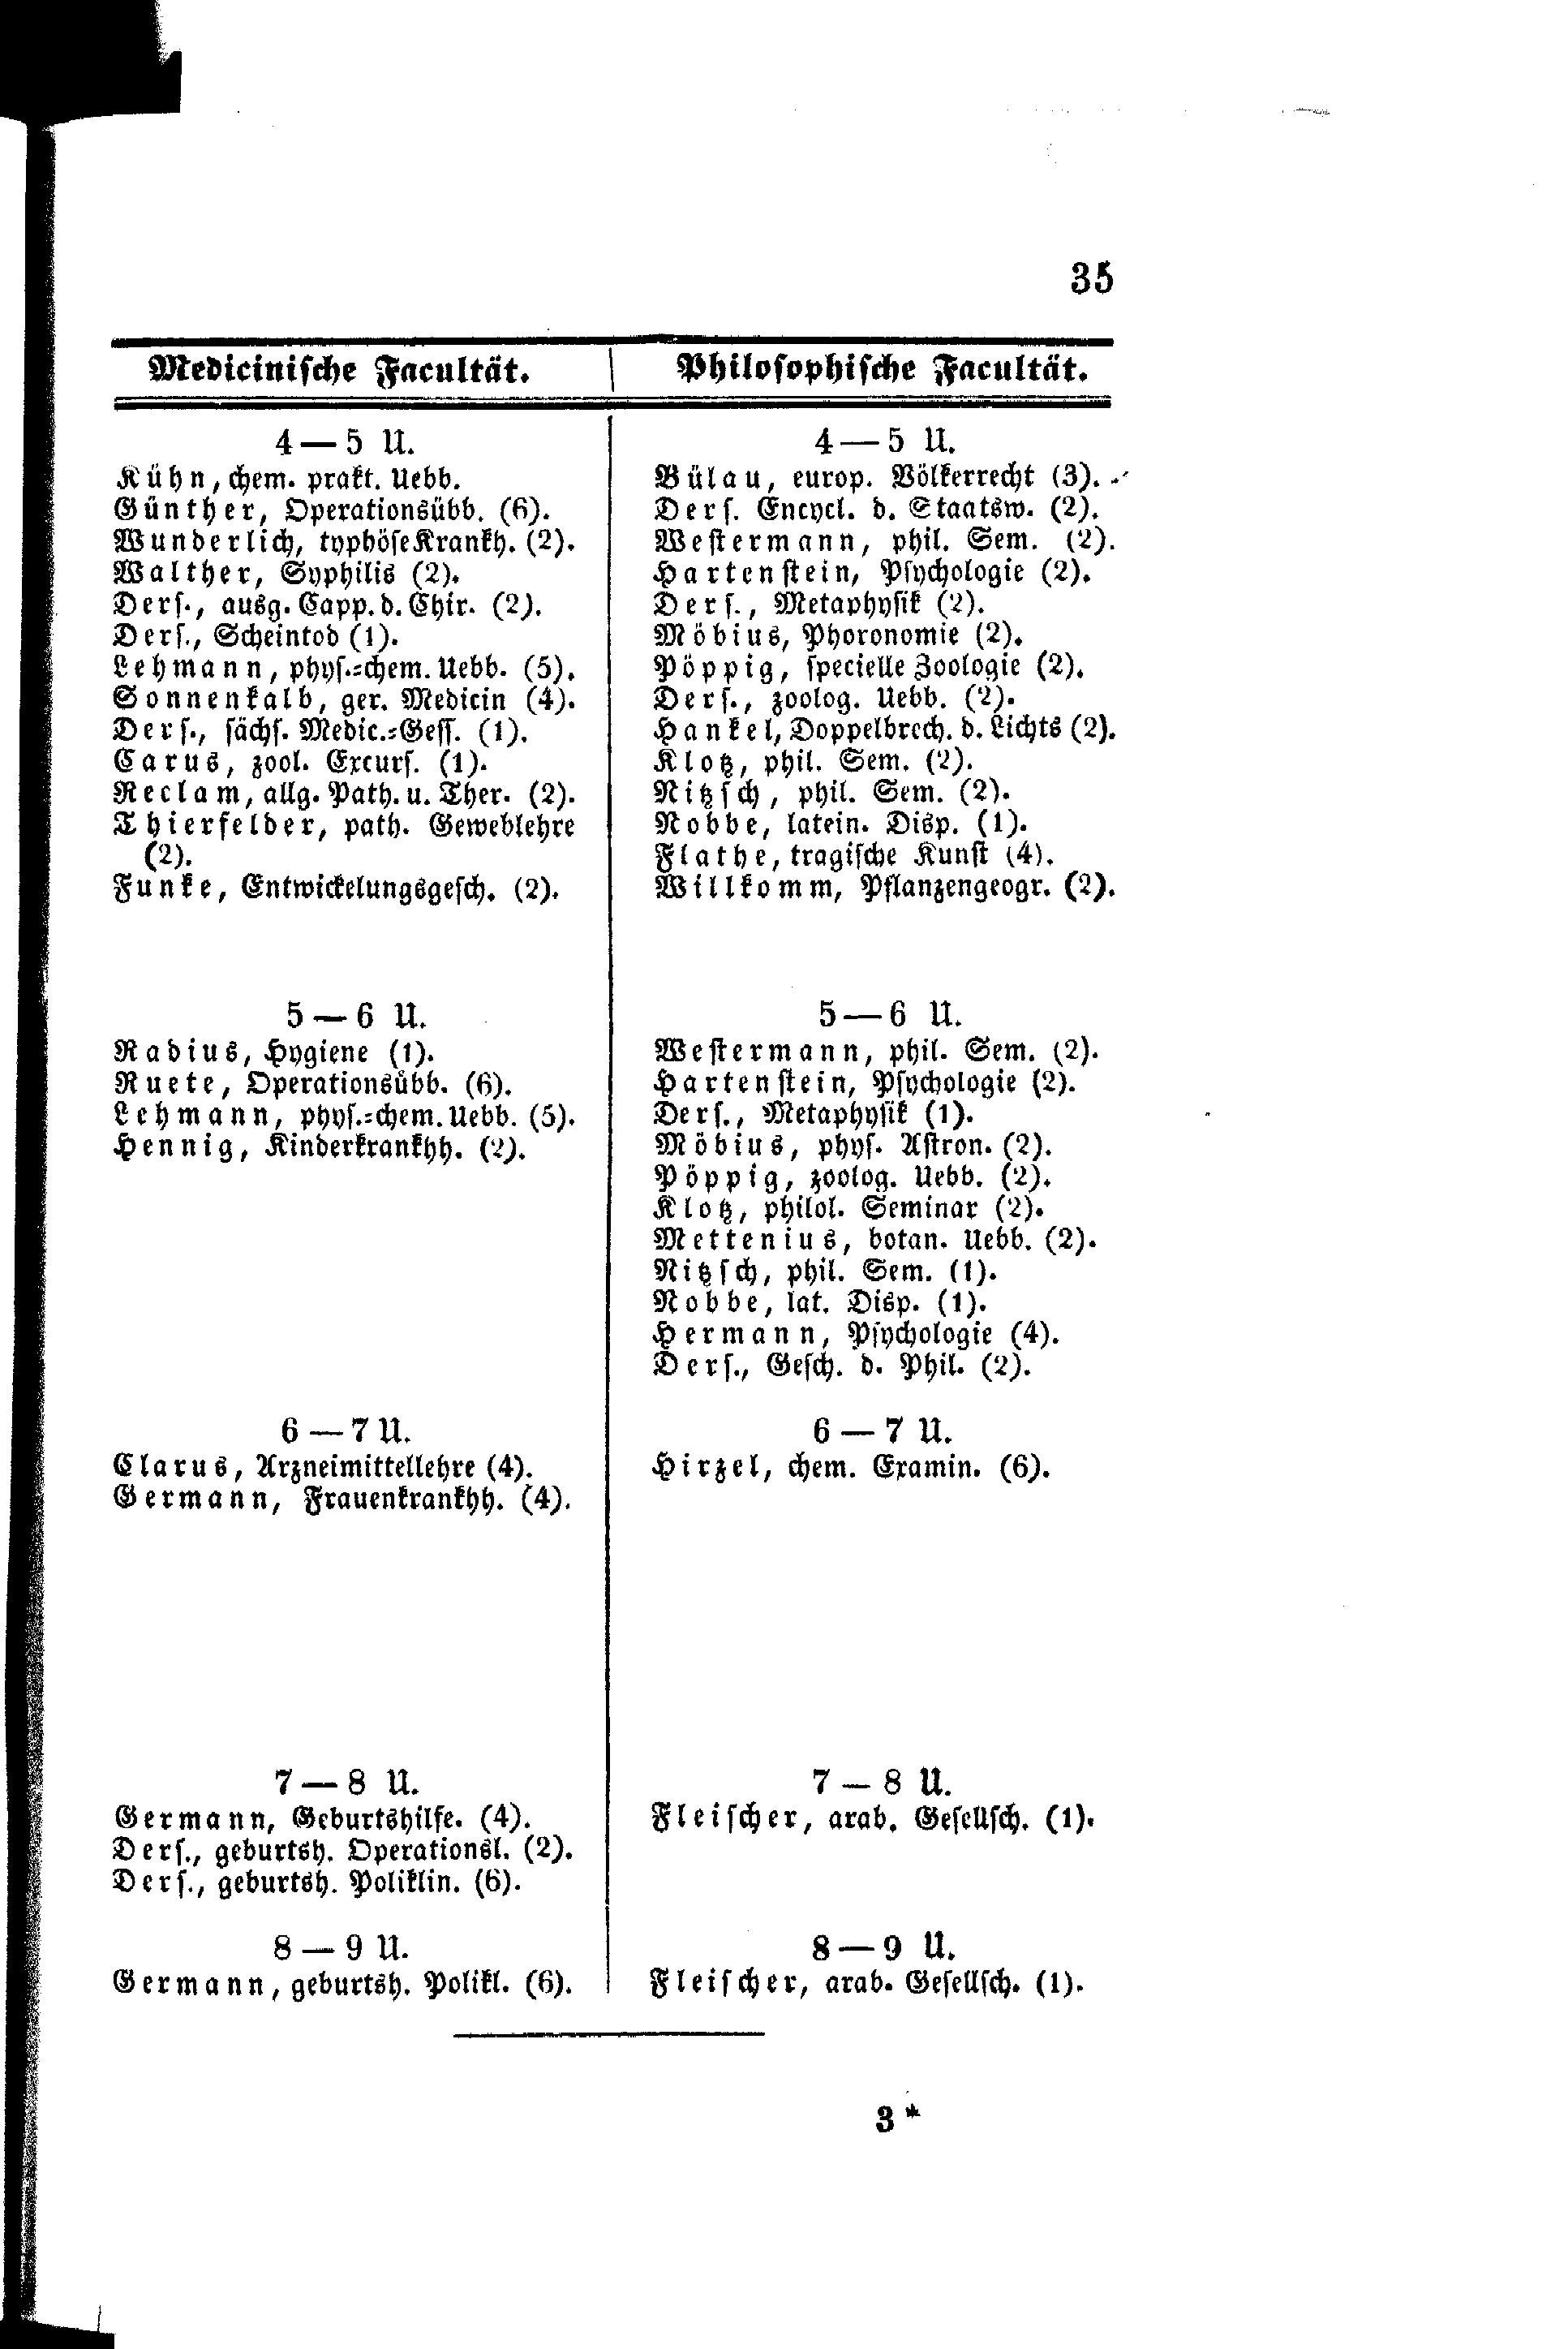 35
Medicinische Facultät.
4 — 5 U.
Kühn, chem. prakt. Uebb.
Günther, Operationsübb. (6).
Wunderlich, typhöse Krankh. (2).
Walther, Syphilis (2).
Ders., ausg. Capp. d. Chir. (2).
Ders., Scheintod (1).
Lehmann, phys.-chem. Uebb. (5).
Sonnenkalb, ger. Medicin (4).
Ders., sächs. Medic.-Gess. (1).
Carus, zool. Excurs. (1).
Reclam, allg. Path. u. Ther. (2).
Thierfelder, path. Geweblehre
(2).
Funke, Entwickelungsgesch. (2).
5 — 6 U.
Radius, Hygiene (1).
Ruete, Operationsübb. (6).
Lehmann, phys.-chem. Uebb. (5).
Hennig, Kinderkrankhh. (2).
6 — 7 U.
Clarus, Arzneimittellehre (4).
Germann, Frauenkrankhh. (4).
7 — 8 U.
Germann, Geburtshilfe. (4).
Ders., geburtsh. Operationsl. (2).
Ders., geburtsh. Poliklin. (6).
8 — 9 U.
Germann, geburtsh. Polikl. (6).
Philosophische Facultät.
4 — 5 U.
Bülau, europ. Völkerrecht (3).
Ders. Encycl. d. Staatsw. (2).
Westermann, phil. Sem. (2).
Hartenstein, Psychologie (2).
Ders., Metaphysik (2).
Möbius, Phoronomie (2).
Pöppig, specielle Zoologie (2).
Ders., zoolog. Uebb. (2).
Hankel, Doppelbrech. d. Lichts (2).
Klotz, phil. Sem. (2).
Nitzsch, phil. Sem. (2).
Nobbe, latein. Disp. (1).
Flathe, tragische Kunst (4).
Willkomm, Pflanzengeogr. (2).
5 — 6 U.
Westermann, phil. Sem. (2).
Hartenstein, Psychologie (2).
Ders., Metaphysik (1).
Möbius, phys. Astron. (2).
Pöppig, zoolog. Uebb. (2).
Klotz, philol. Seminar (2).
Mettenius, botan. Uebb. (2).
Nitzsch, phil. Sem. (1).
Nobbe, lat. Disp. (1).
Hermann, Psychologie (4).
Ders., Gesch. d. Phil. (2).
6 — 7 U.
Hirzel, chem. Examin. (6).
7 — 8 U.
Fleischer, arab. Gesellsch. (1).
8 — 9 U.
Fleischer, arab. Gesellsch. (1).
3*